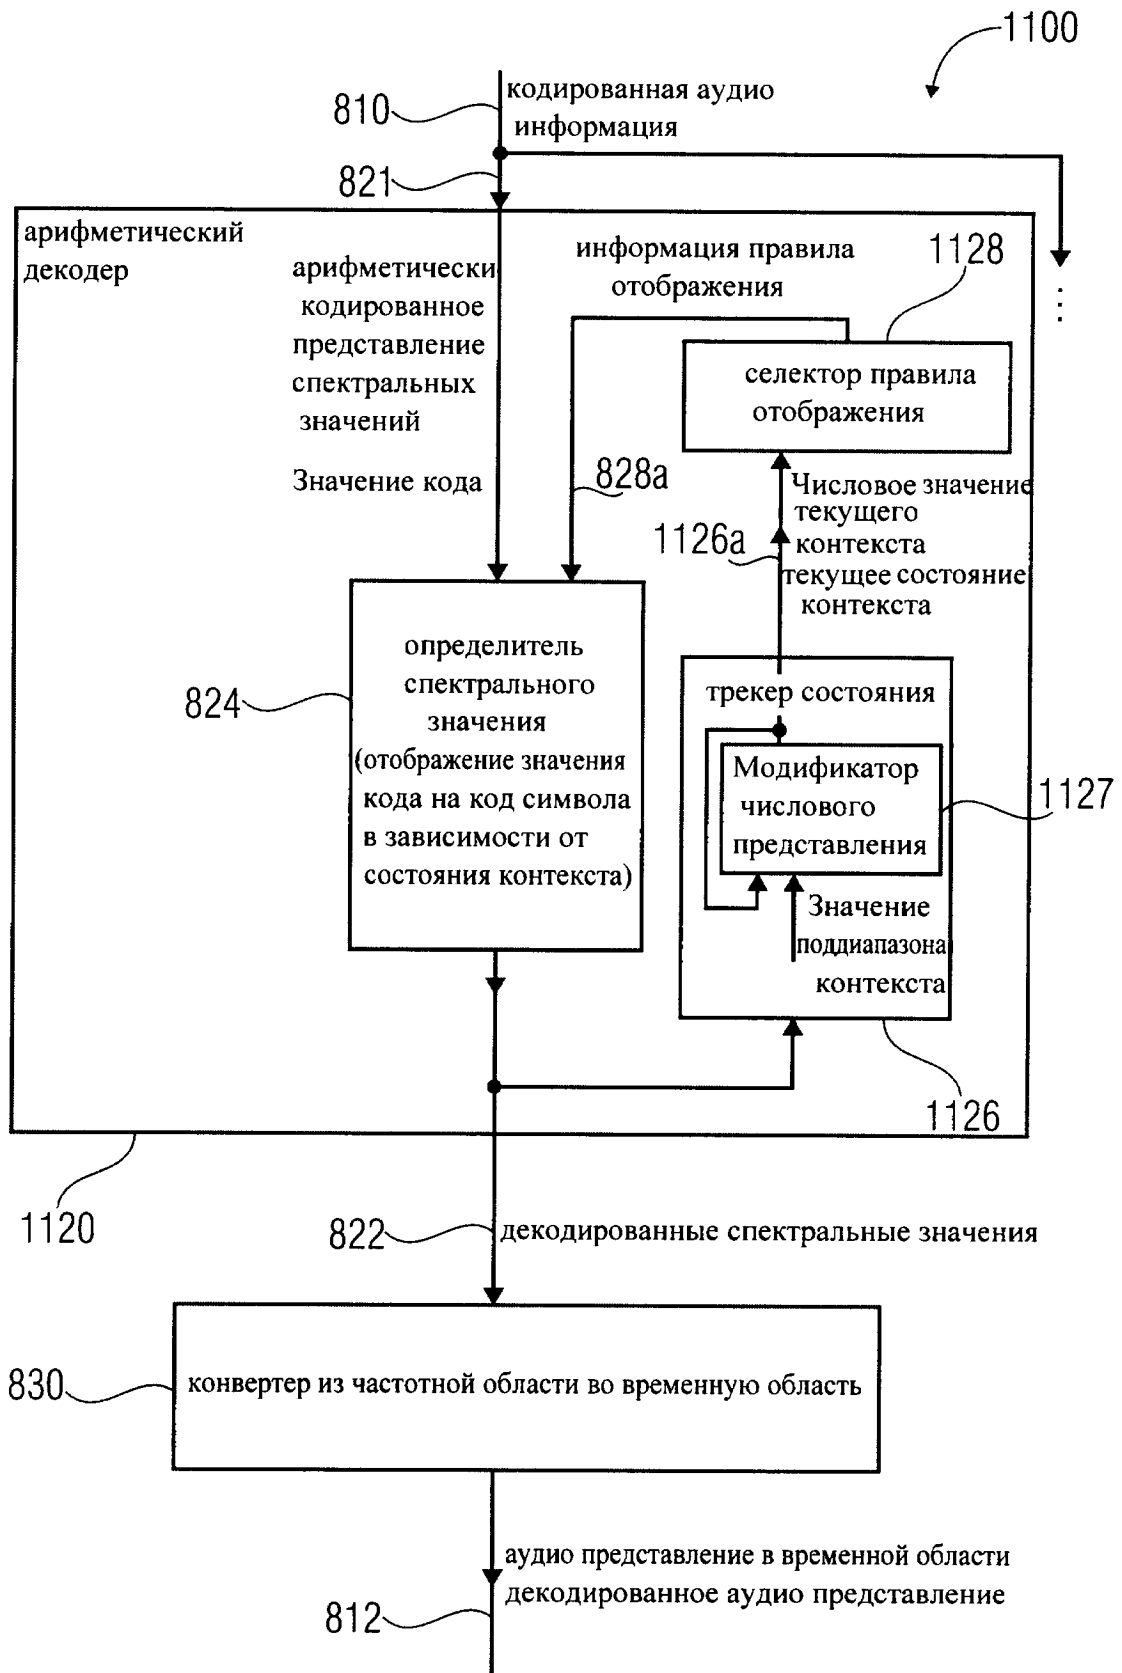 1100
810
кодированная аудио
информация
821
арифметический
декодер
арифметически
кодированное
представление
спектральных
значений
Значение кода
информация правила
отображения
1128
...
селектор правила
отображения
828a
1126a
Числовое значение
текущего
контекста
текущее состояние
контекста
824
определитель
спектрального
значения
(отображение значения
кода на код символа
в зависимости от
состояния контекста)
трекер состояния
Модификатор
числового
представления
1127
Значение
поддиапазона
контекста
1126
1120
822
декодированные спектральные значения
830
конвертер из частотной области во временную область
аудио представление в временной области
декодированное аудио представление
812